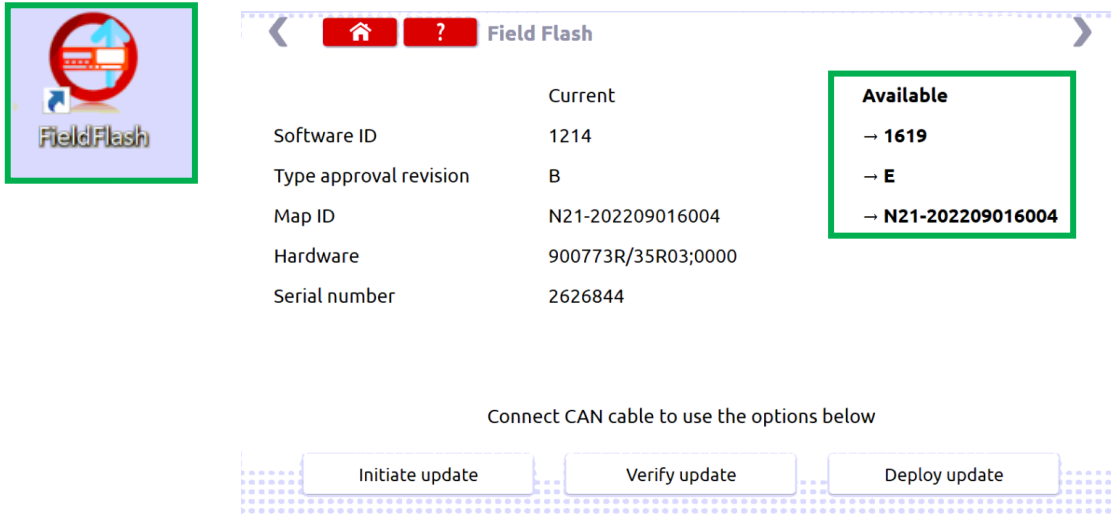 FieldFlash
? Field Flash
Current Available
Software ID 1214 → 1619
Type approval revision B → E
Map ID N21-202209016004 → N21-202209016004
Hardware 900773R/35R03;0000
Serial number 2626844
Connect CAN cable to use the options below
Initiate update Verify update Deploy update